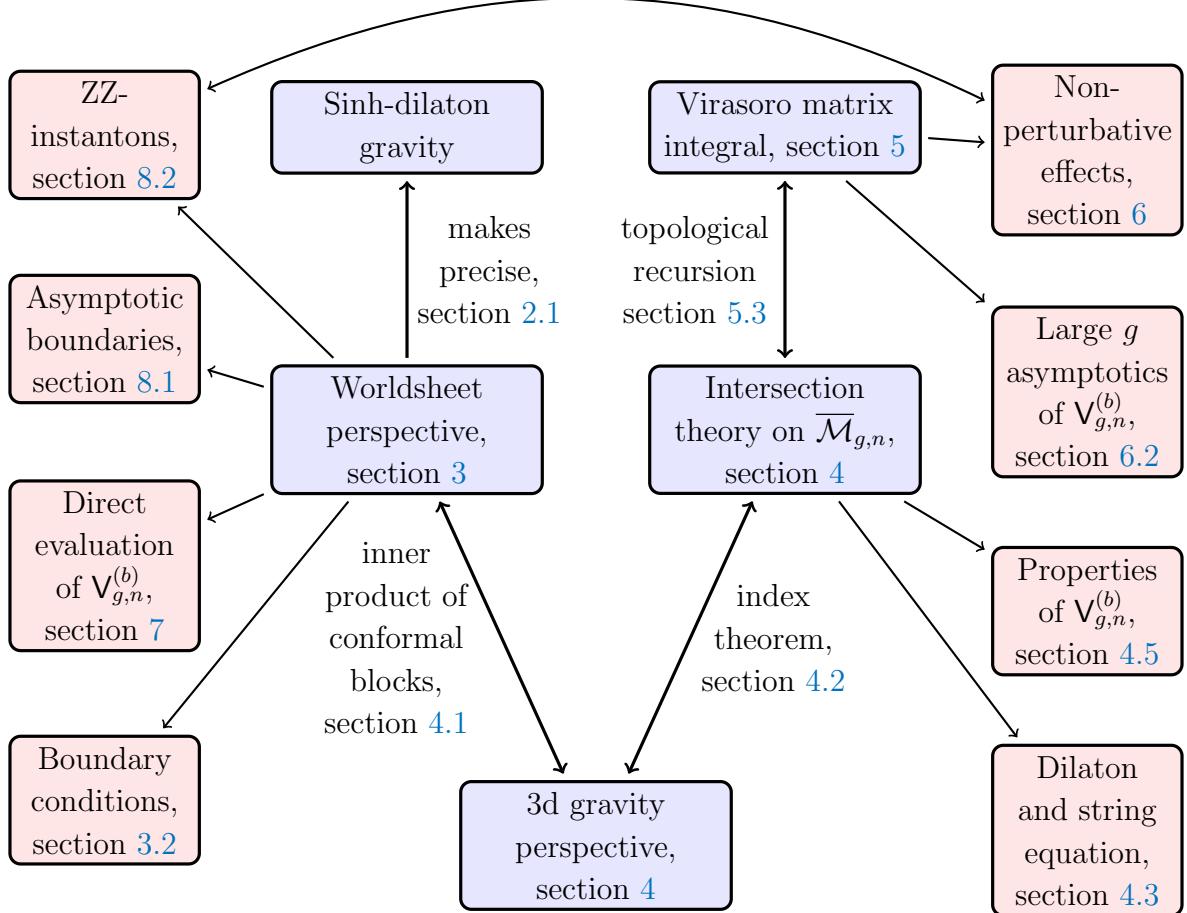 ZZ-
instantons,
section 8.2
Sinh-dilaton
gravity
Virasoro matrix
integral, section 5
Non-
perturbative
effects,
section 6
makes
precise,
section 2.1
topological
recursion
section 5.3
Asymptotic
boundaries,
section 8.1
Large g
asymptotics
of V_{g,n}^{(b)},
section 6.2
Worldsheet
perspective,
section 3
Intersection
theory on \overline{\mathcal{M}}_{g,n},
section 4
Direct
evaluation
of V_{g,n}^{(b)},
section 7
inner
product of
conformal
blocks,
section 4.1
index
theorem,
section 4.2
Properties
of V_{g,n}^{(b)},
section 4.5
Boundary
conditions,
section 3.2
3d gravity
perspective,
section 4
Dilaton
and string
equation,
section 4.3